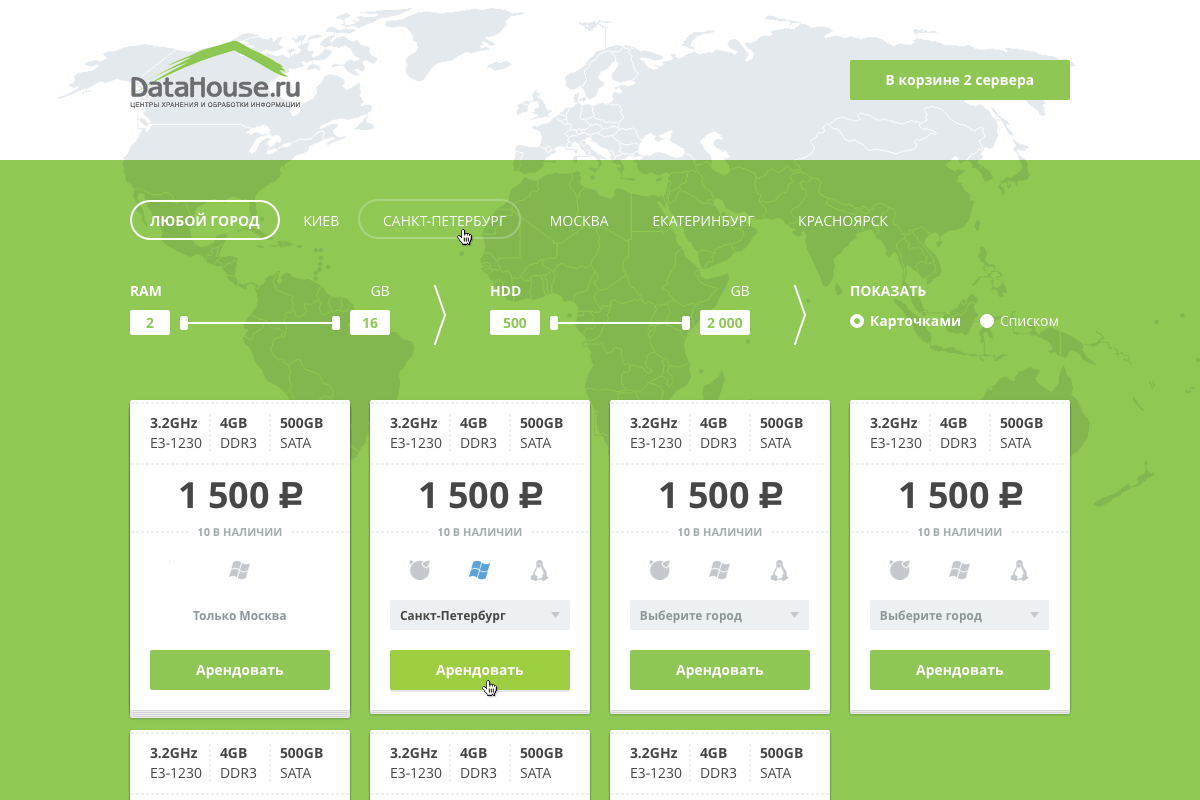 DataHouse.ru
ЦЕНТРЫ ХРАНЕНИЯ И ОБРАБОТКИ ИНФОРМАЦИИ
В корзине 2 сервера
ЛЮБОЙ ГОРОД КИЕВ САНКТ-ПЕТЕРБУРГ МОСКВА ЕКАТЕРИНБУРГ КРАСНОЯРСК
RAM GB HDD GB ПОКАЗАТЬ
2 16 500 2 000 Карточками Списком
3.2GHz 4GB 500GB 3.2GHz 4GB 500GB 3.2GHz 4GB 500GB 3.2GHz 4GB 500GB
E3-1230 DDR3 SATA E3-1230 DDR3 SATA E3-1230 DDR3 SATA E3-1230 DDR3 SATA
1 500 ₽ 1 500 ₽ 1 500 ₽ 1 500 ₽
10 В НАЛИЧИИ 10 В НАЛИЧИИ 10 В НАЛИЧИИ 10 В НАЛИЧИИ
Только Москва Санкт-Петербург Выберите город Выберите город
Арендовать Арендовать Арендовать Арендовать
3.2GHz 4GB 500GB 3.2GHz 4GB 500GB 3.2GHz 4GB 500GB
E3-1230 DDR3 SATA E3-1230 DDR3 SATA E3-1230 DDR3 SATA